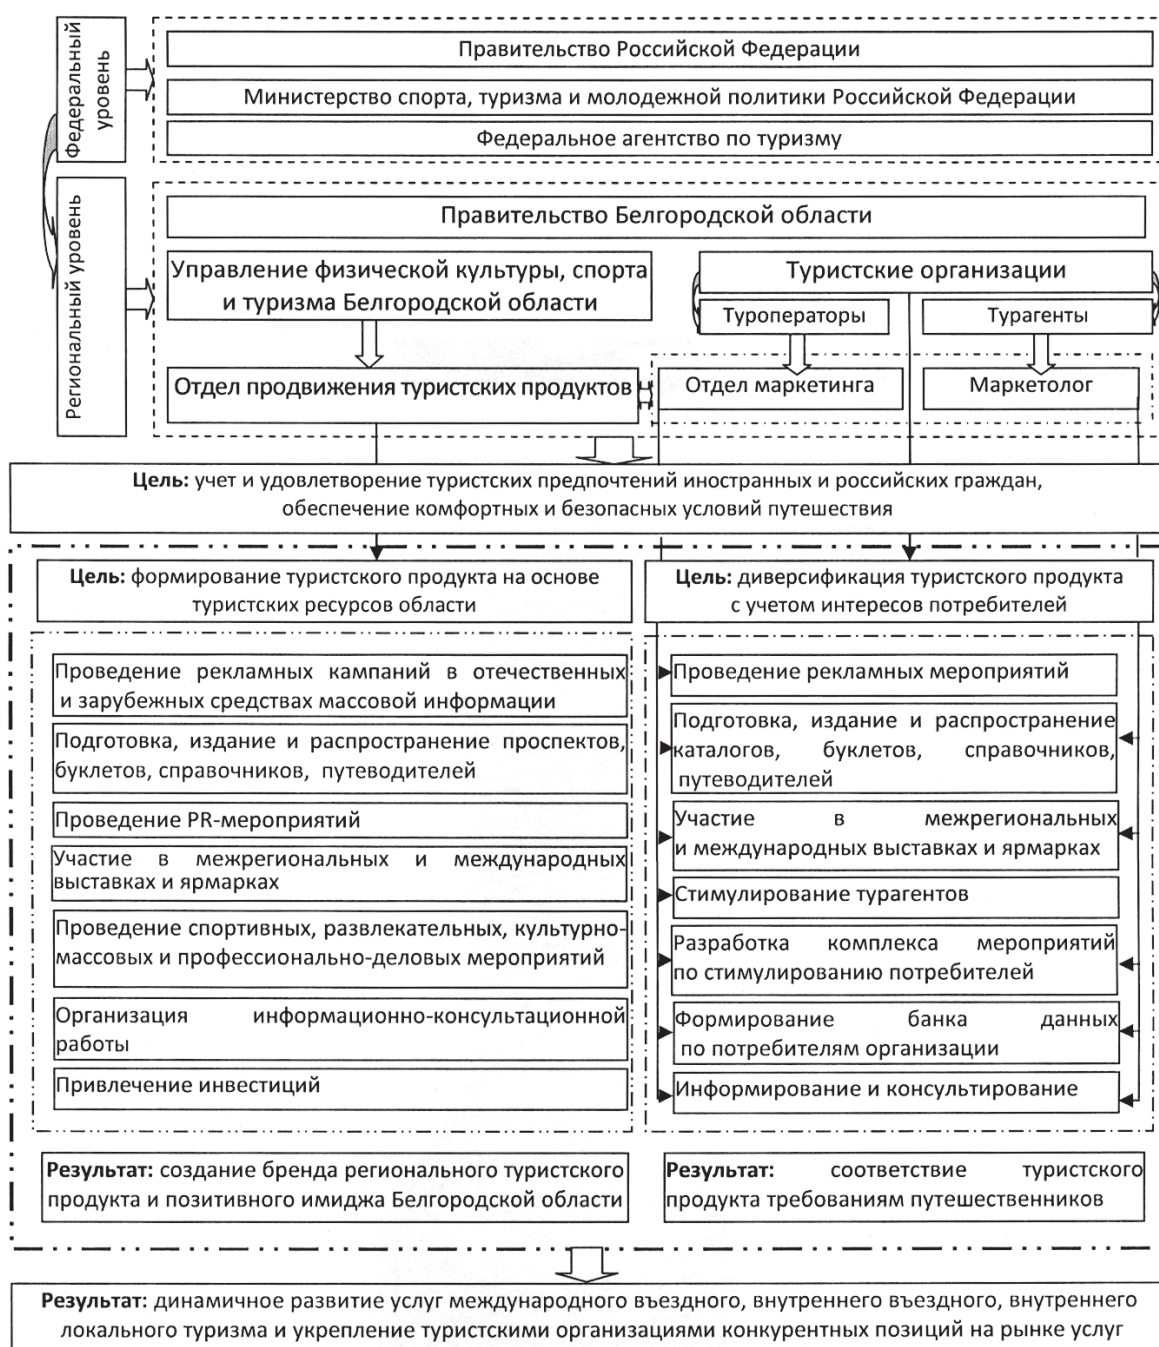 Федеральный
уровень
Правительство Российской Федерации
Министерство спорта, туризма и молодежной политики Российской Федерации
Федеральное агентство по туризму
Региональный уровень
Правительство Белгородской области
Управление физической культуры, спорта
и туризма Белгородской области
Туристские организации
Туроператоры
Турагенты
Отдел продвижения туристских продуктов
Отдел маркетинга
Маркетолог
Цель: учет и удовлетворение туристских предпочтений иностранных и российских граждан,
обеспечение комфортных и безопасных условий путешествия
Цель: формирование туристского продукта на основе
туристских ресурсов области
Проведение рекламных кампаний в отечественных
и зарубежных средствах массовой информации
Подготовка, издание и распространение проспектов,
буклетов, справочников, путеводителей
Проведение PR-мероприятий
Участие в межрегиональных и международных
выставках и ярмарках
Проведение спортивных, развлекательных, культурно-
массовых и профессионально-деловых мероприятий
Организация информационно-консультационной
работы
Привлечение инвестиций
Результат: создание бренда регионального туристского
продукта и позитивного имиджа Белгородской области
Цель: диверсификация туристского продукта
с учетом интересов потребителей
Проведение рекламных мероприятий
Подготовка, издание и распространение
каталогов, буклетов, справочников,
путеводителей
Участие в межрегиональных
и международных выставках и ярмарках
Стимулирование турагентов
Разработка комплекса мероприятий
по стимулированию потребителей
Формирование банка данных
по потребителям организации
Информирование и консультирование
Результат: соответствие туристского
продукта требованиям путешественников
Результат: динамичное развитие услуг международного въездного, внутреннего въездного, внутреннего
локального туризма и укрепление туристскими организациями конкурентных позиций на рынке услуг